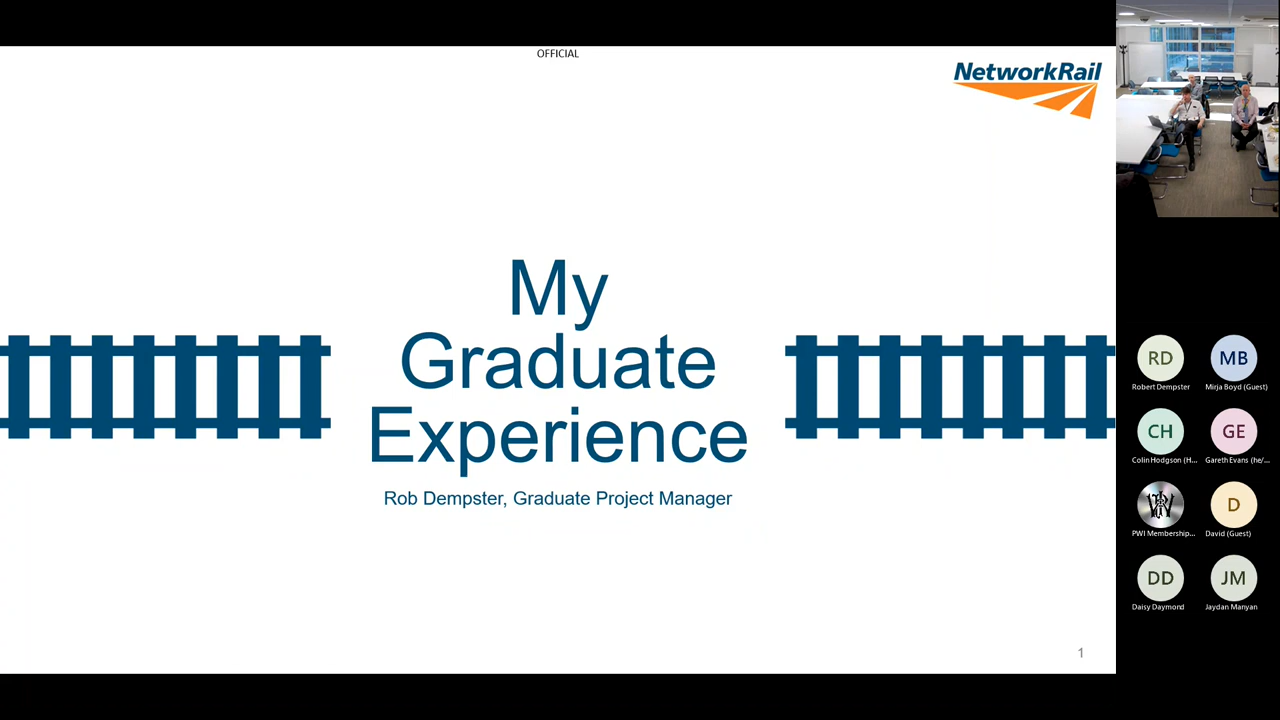 OFFICIAL
NetworkRail
My
Graduate
Experience
Rob Dempster, Graduate Project Manager
1
RD
Robert Dempster
MB
Mirja Boyd (Guest)
CH
Colin Hodgson (H...
GE
Gareth Evans (he/...
PWI Membership...
D
David (Guest)
DD
Daisy Daymond
JM
Jaydan Manyan